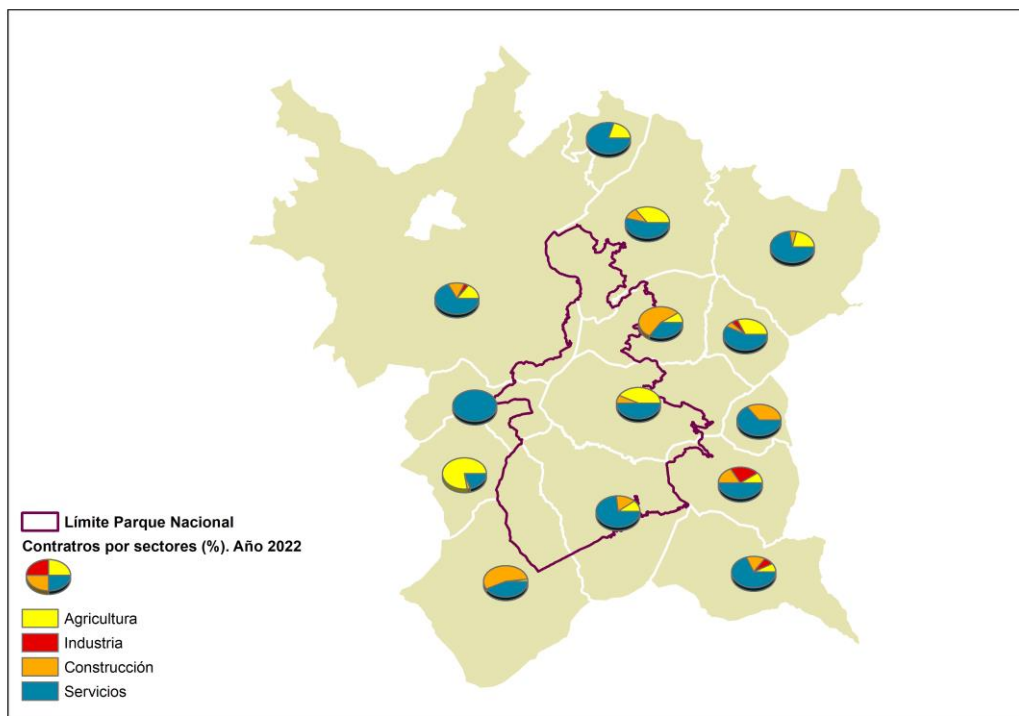 Límite Parque Nacional
Contratros por sectores (%). Año 2022
Agricultura
Industria
Construcción
Servicios